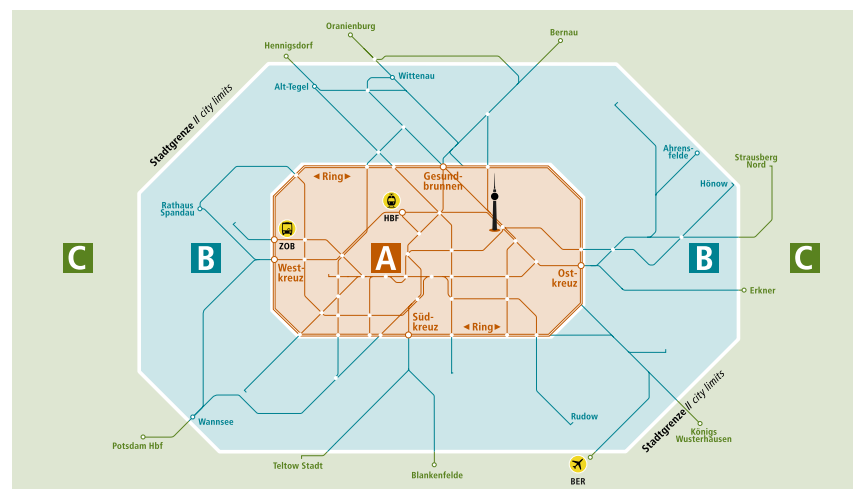 Oranienburg
Bernau
Hennigsdorf
Wittenau
Alt-Tegel
Stadtgrenze // city limits
Ahrens-
felde
Strausberg
Nord
◄ Ring ►
Gesund-
brunnen
Hönow
Rathaus
Spandau
HBF
ZOB
C
B
A
B
C
West-
kreuz
Ost-
kreuz
Erkner
Süd-
kreuz
◄ Ring ►
Stadtgrenze // city limits
Wannsee
Rudow
Königs
Wusterhausen
Potsdam Hbf
Teltow Stadt
Blankenfelde
BER